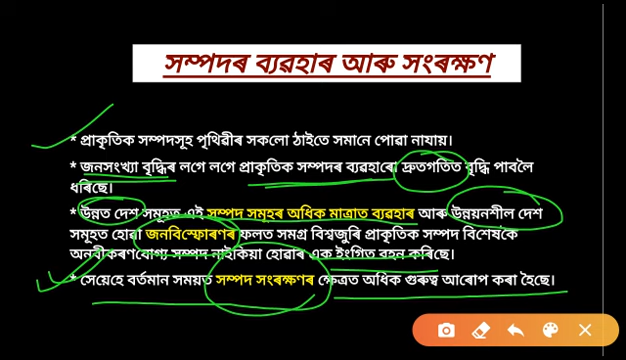 সম্পদৰ ব্যৱহাৰ আৰু সংৰক্ষণ
* প্ৰাকৃতিক সম্পদসূহ পৃথিৱীৰ সকলো ঠাইতে সমানে পোৱা নাযায়।
* জনসংখ্যা বৃদ্ধিৰ লগে লগে প্ৰাকৃতিক সম্পদৰ ব্যৱহাৰো দ্ৰুতগতিত বৃদ্ধি পাবলৈ
ধৰিছে।
* উন্নত দেশ সমূহত এই সম্পদ সমূহৰ অধিক মাত্ৰাত ব্যৱহাৰ আৰু উন্নয়নশীল দেশ
সমূহত হোৱা জনবিস্ফোৰণৰ ফলত সমগ্ৰ বিশ্বজুৰি প্ৰাকৃতিক সম্পদ বিশেষকৈ
অনবীকৰণযোগ্য সম্পদ নাইকিয়া হোৱাৰ এক ইংগিত বহন কৰিছে।
* সেয়েহে বৰ্তমান সময়ত সম্পদ সংৰক্ষণৰ ক্ষেত্ৰত অধিক গুৰুত্ব আৰোপ কৰা হৈছে।